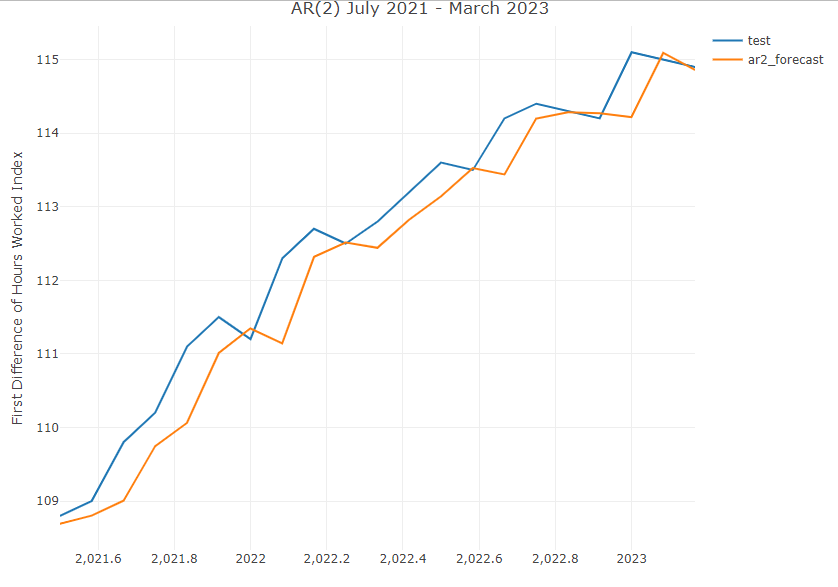 AR(2) July 2021 - March 2023
test
ar2_forecast
First Difference of Hours Worked Index
115
114
113
112
111
110
109
2,021.6 2,021.8 2022 2,022.2 2,022.4 2,022.6 2,022.8 2023